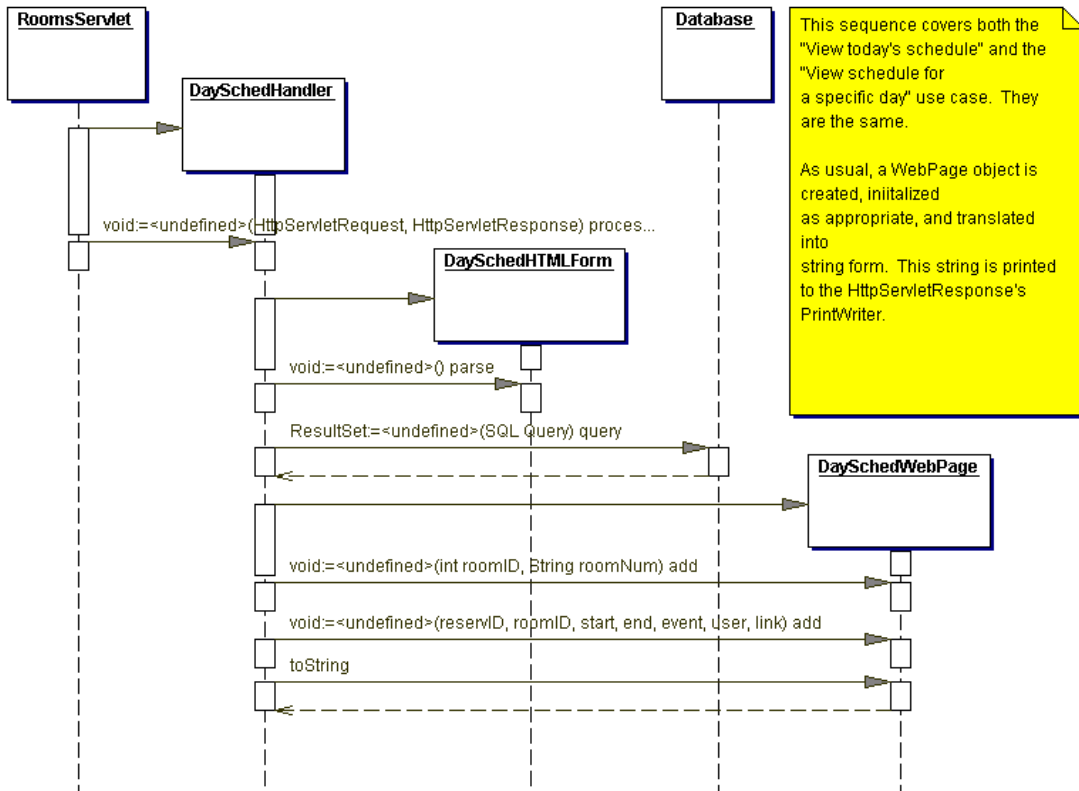 RoomsServlet
Database
This sequence covers both the
"View today's schedule" and the
"View schedule for
a specific day" use case. They
are the same.
As usual, a WebPage object is
created, iniitalized
as appropriate, and translated
into
string form. This string is printed
to the HttpServletResponse's
PrintWriter.
DaySchedHandler
void:=<undefined>(HttpServletRequest, HttpServletResponse) proces...
DaySchedHTMLForm
void:=<undefined>() parse
ResultSet:=<undefined>(SQL Query) query
DaySchedWebPage
void:=<undefined>(int roomID, String roomNum) add
void:=<undefined>(reservID, roomID, start, end, event, user, link) add
toString